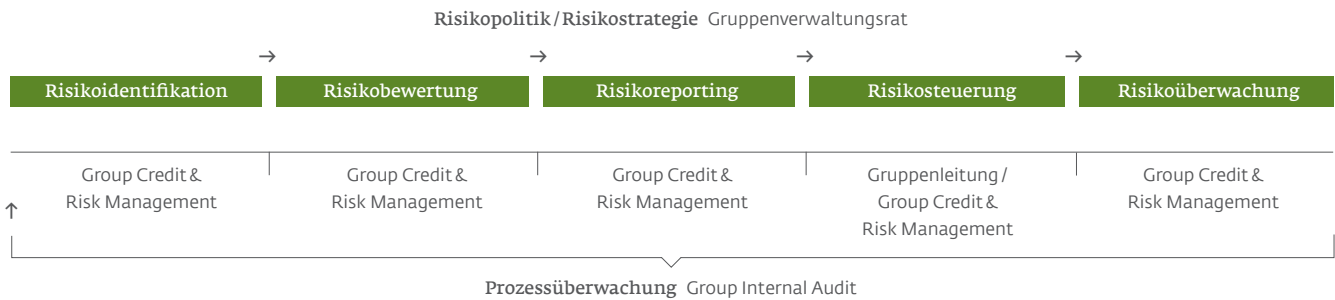 Risikopolitik / Risikostrategie Gruppenverwaltungsrat
→ → → →
Risikoidentifikation Risikobewertung Risikoreporting Risikosteuerung Risikoüberwachung
Group Credit & Group Credit & Group Credit & Gruppenleitung / Group Credit &
Risk Management Risk Management Risk Management Group Credit & Risk Management
Risk Management
Prozessüberwachung Group Internal Audit